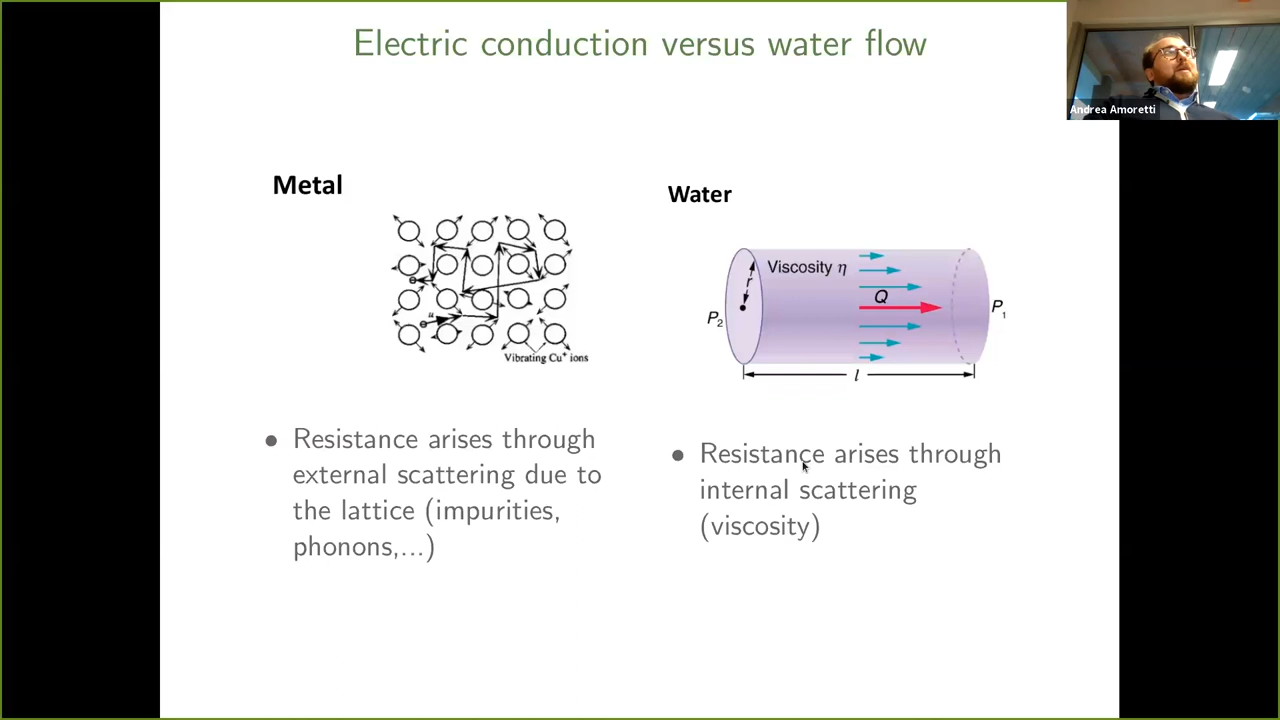 Electric conduction versus water flow
Andrea Amoretti
Metal
u
Vibrating Cu+ ions
• Resistance arises through
external scattering due to
the lattice (impurities,
phonons,...)
Water
Viscosity η
r
Q
P₂
P₁
l
• Resistance arises through
internal scattering
(viscosity)